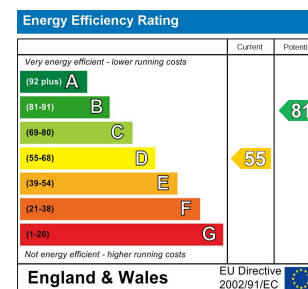 Energy Efficiency Rating
Current Potenti
Very energy efficient - lower running costs
(92 plus) A
(81-91) B 81
(69-80) C
(55-68) D 55
(39-54) E
(21-38) F
(1-20) G
Not energy efficient - higher running costs
England & Wales
EU Directive
2002/91/EC